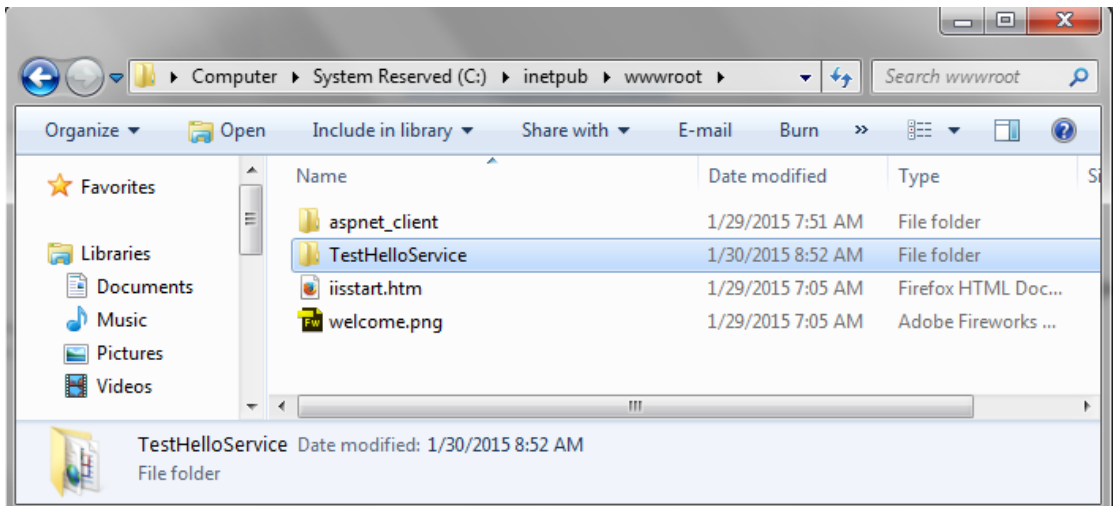 Computer ▸ System Reserved (C:) ▸ inetpub ▸ wwwroot ▸ Search wwwroot
Organize Open Include in library Share with E-mail Burn »
Name Date modified Type Si
Favorites
Libraries
Documents
Music
Pictures
Videos
aspnet_client 1/29/2015 7:51 AM File folder
TestHelloService 1/30/2015 8:52 AM File folder
iisstart.htm 1/29/2015 7:05 AM Firefox HTML Doc...
Fw welcome.png 1/29/2015 7:05 AM Adobe Fireworks ...
TestHelloService Date modified: 1/30/2015 8:52 AM
File folder